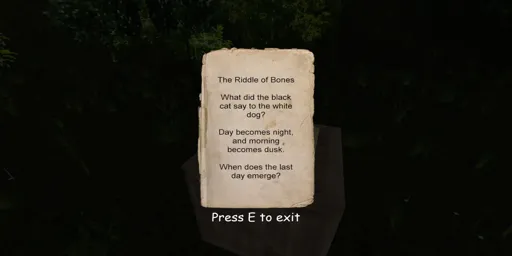 The Riddle of Bones
What did the black
cat say to the white
dog?
Day becomes night,
and morning
becomes dusk.
When does the last
day emerge?
Press E to exit